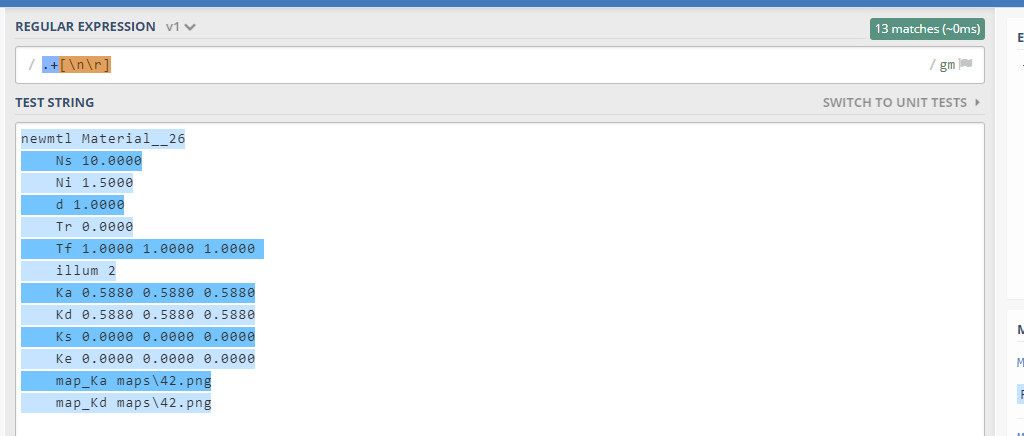 REGULAR EXPRESSION v1 13 matches (~0ms)
/ .+[\n\r] / gm
TEST STRING SWITCH TO UNIT TESTS
newmtl Material__26
    Ns 10.0000
    Ni 1.5000
    d 1.0000
    Tr 0.0000
    Tf 1.0000 1.0000 1.0000
    illum 2
    Ka 0.5880 0.5880 0.5880
    Kd 0.5880 0.5880 0.5880
    Ks 0.0000 0.0000 0.0000
    Ke 0.0000 0.0000 0.0000
    map_Ka maps\42.png
    map_Kd maps\42.png